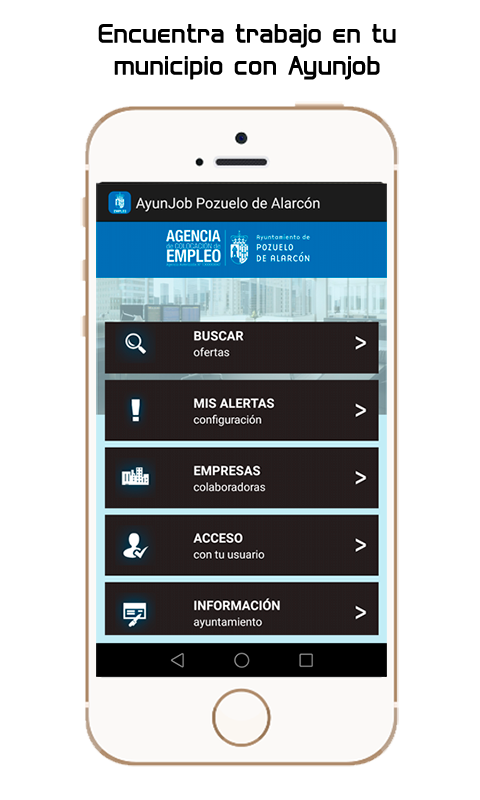 Encuentra trabajo en tu
municipio con Ayunjob
AyunJob Pozuelo de Alarcón
AGENCIA
de COLOCACIÓN de
EMPLEO
Ayuntamiento de
POZUELO
DE ALARCÓN
BUSCAR
ofertas
MIS ALERTAS
configuración
EMPRESAS
colaboradoras
ACCESO
con tu usuario
INFORMACIÓN
ayuntamiento